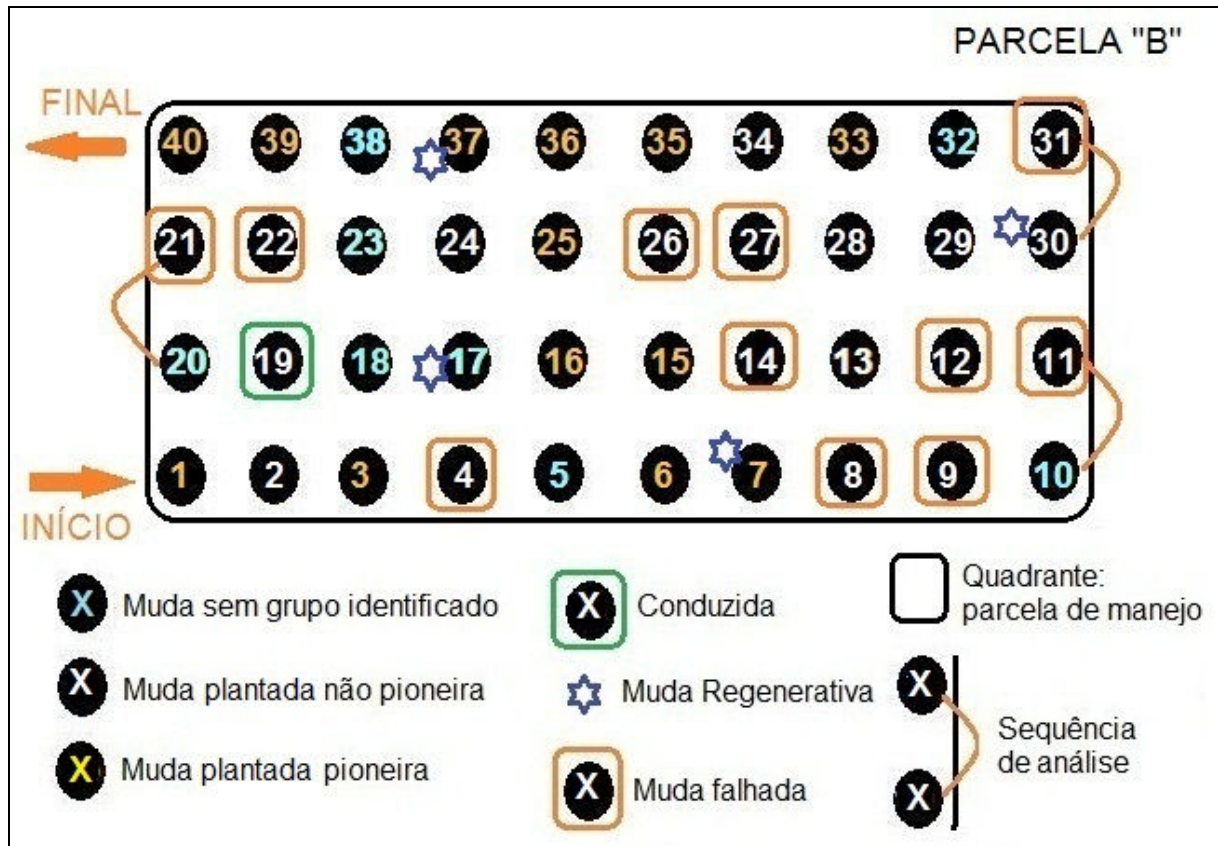 PARCELA "B"
FINAL
40 39 38 37 36 35 34 33 32 31
21 22 23 24 25 26 27 28 29 30
20 19 18 17 16 15 14 13 12 11
1 2 3 4 5 6 7 8 9 10
INÍCIO
X Muda sem grupo identificado
X Muda plantada não pioneira
X Muda plantada pioneira
X Conduzida
Muda Regenerativa
X Muda falhada
Quadrante:
parcela de manejo
X
Sequência
de análise
X